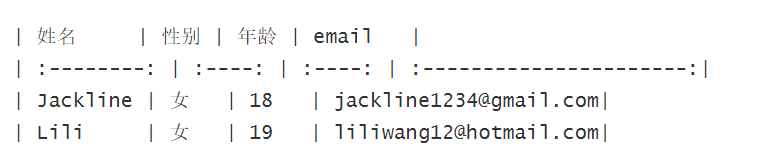 | 姓名     | 性别 | 年龄 | email   |
| :--------: | :----: | :----: | :----------------------:|
| Jackline | 女   | 18   | jackline1234@gmail.com|
| Lili     | 女   | 19   | liliwang12@hotmail.com|